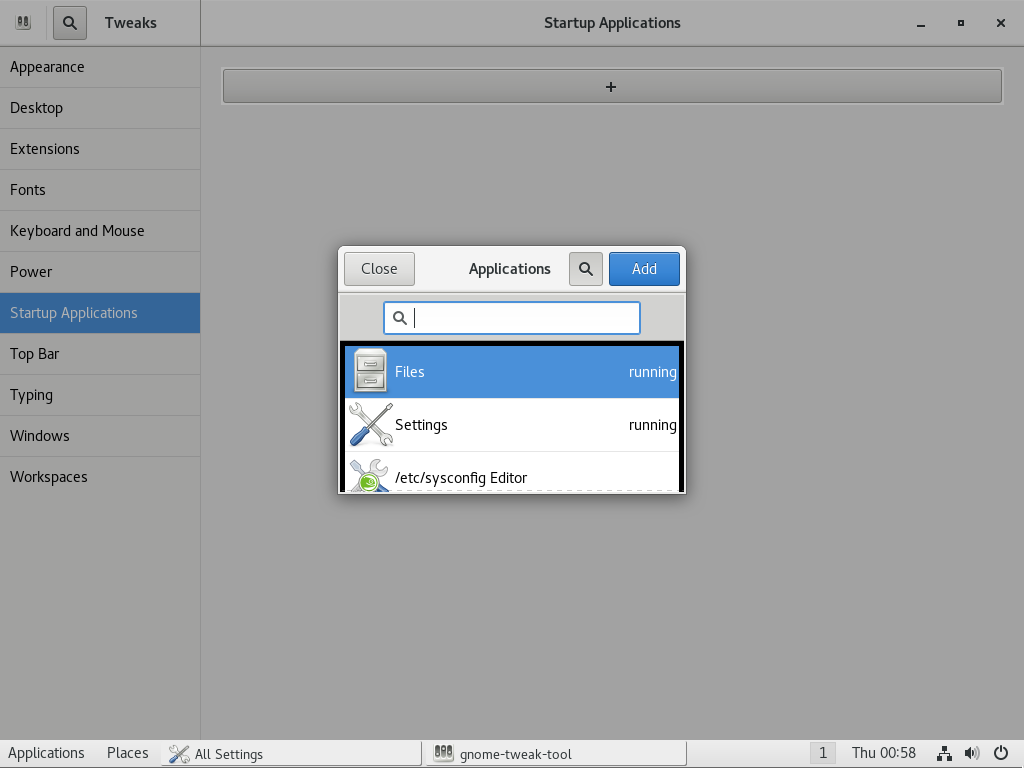 Tweaks
Startup Applications
Appearance
Desktop
Extensions
Fonts
Keyboard and Mouse
Power
Startup Applications
Top Bar
Typing
Windows
Workspaces
+
Close
Applications
Add
Files running
Settings running
/etc/sysconfig Editor
Applications Places All Settings gnome-tweak-tool 1 Thu 00:58